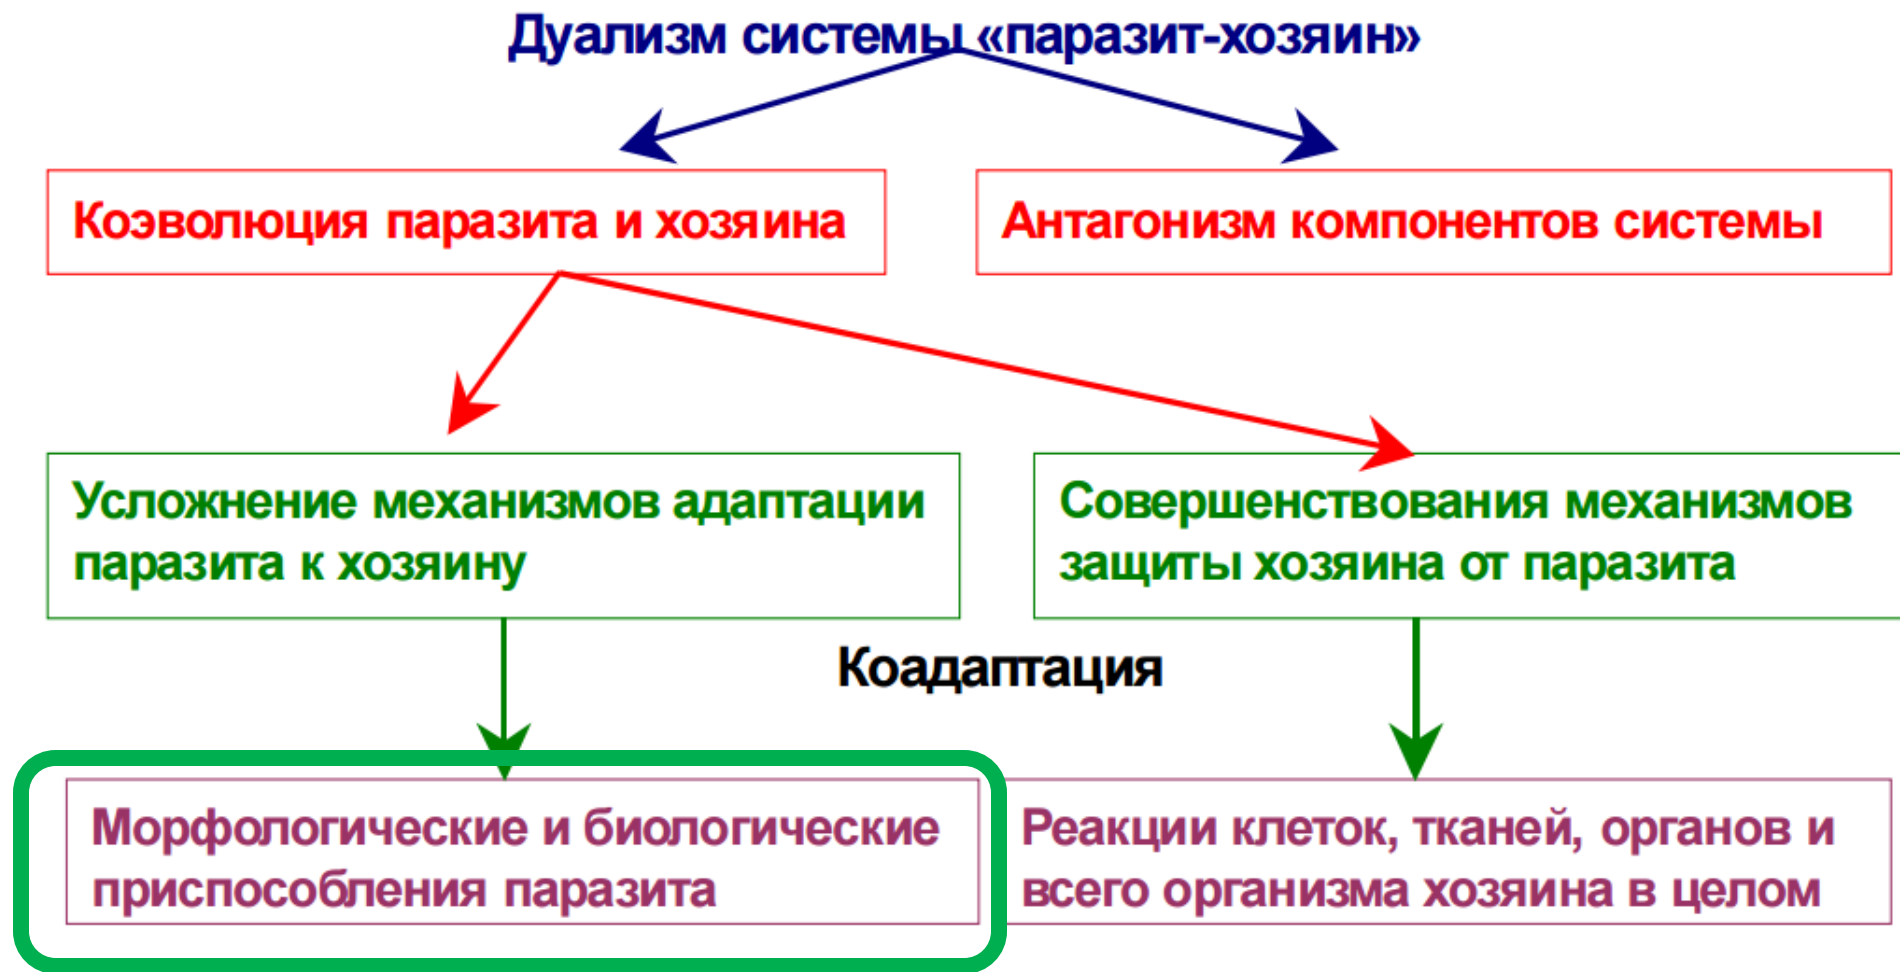 Дуализм системы «паразит-хозяин»
Коэволюция паразита и хозяина
Антагонизм компонентов системы
Усложнение механизмов адаптации
паразита к хозяину
Совершенствования механизмов
защиты хозяина от паразита
Коадаптация
Морфологические и биологические
приспособления паразита
Реакции клеток, тканей, органов и
всего организма хозяина в целом